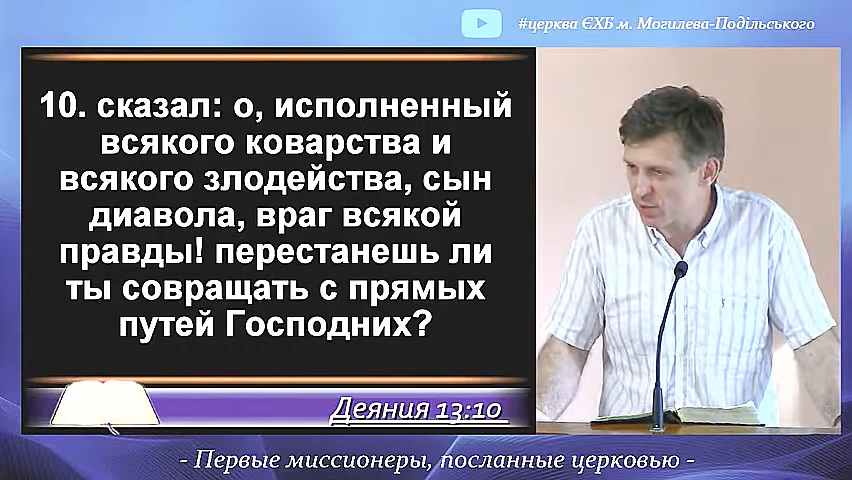 #церква ЄХБ м. Могилева-Подільського
10. сказал: о, исполненный
всякого коварства и
всякого злодейства, сын
диавола, враг всякой
правды! перестанешь ли
ты совращать с прямых
путей Господних?
Деяния 13:10
- Первые миссионеры, посланные церковью -